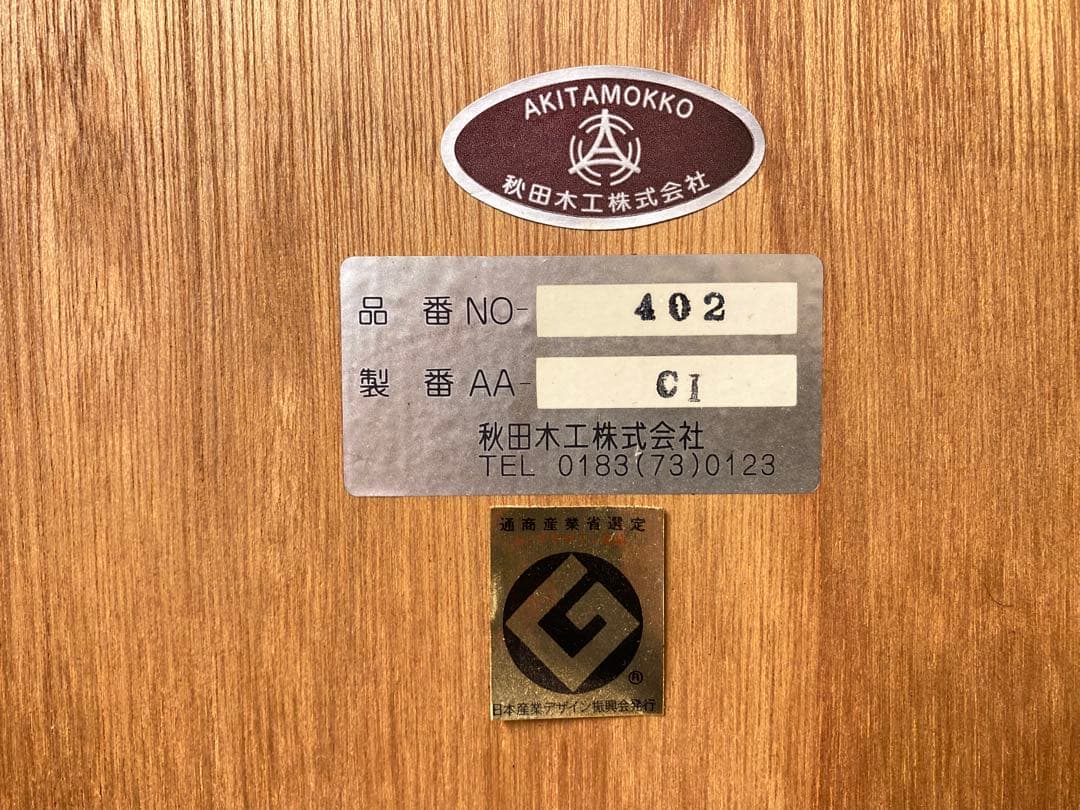 AKITAMOKKO
秋田木工株式会社
品 番 NO- 402
製 番 AA- CI
秋田木工株式会社
TEL 0183(73)0123
通商産業省選定
G
®
日本産業デザイン振興会発行